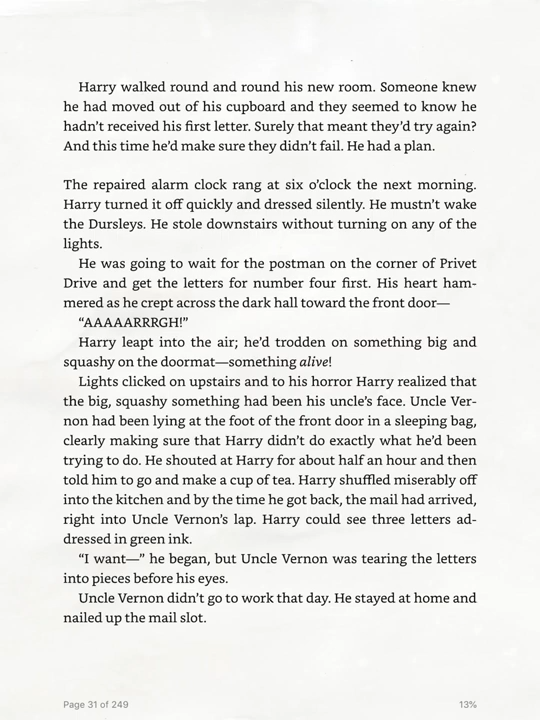 Harry walked round and round his new room. Someone knew
he had moved out of his cupboard and they seemed to know he
hadn’t received his first letter. Surely that meant they’d try again?
And this time he’d make sure they didn’t fail. He had a plan.
The repaired alarm clock rang at six o’clock the next morning.
Harry turned it off quickly and dressed silently. He mustn’t wake
the Dursleys. He stole downstairs without turning on any of the
lights.
He was going to wait for the postman on the corner of Privet
Drive and get the letters for number four first. His heart ham-
mered as he crept across the dark hall toward the front door—
“AAAAARRRGH!”
Harry leapt into the air; he’d trodden on something big and
squashy on the doormat—something alive!
Lights clicked on upstairs and to his horror Harry realized that
the big, squashy something had been his uncle’s face. Uncle Ver-
non had been lying at the foot of the front door in a sleeping bag,
clearly making sure that Harry didn’t do exactly what he’d been
trying to do. He shouted at Harry for about half an hour and then
told him to go and make a cup of tea. Harry shuffled miserably off
into the kitchen and by the time he got back, the mail had arrived,
right into Uncle Vernon’s lap. Harry could see three letters ad-
dressed in green ink.
“I want—” he began, but Uncle Vernon was tearing the letters
into pieces before his eyes.
Uncle Vernon didn’t go to work that day. He stayed at home and
nailed up the mail slot.
Page 31 of 249
13%